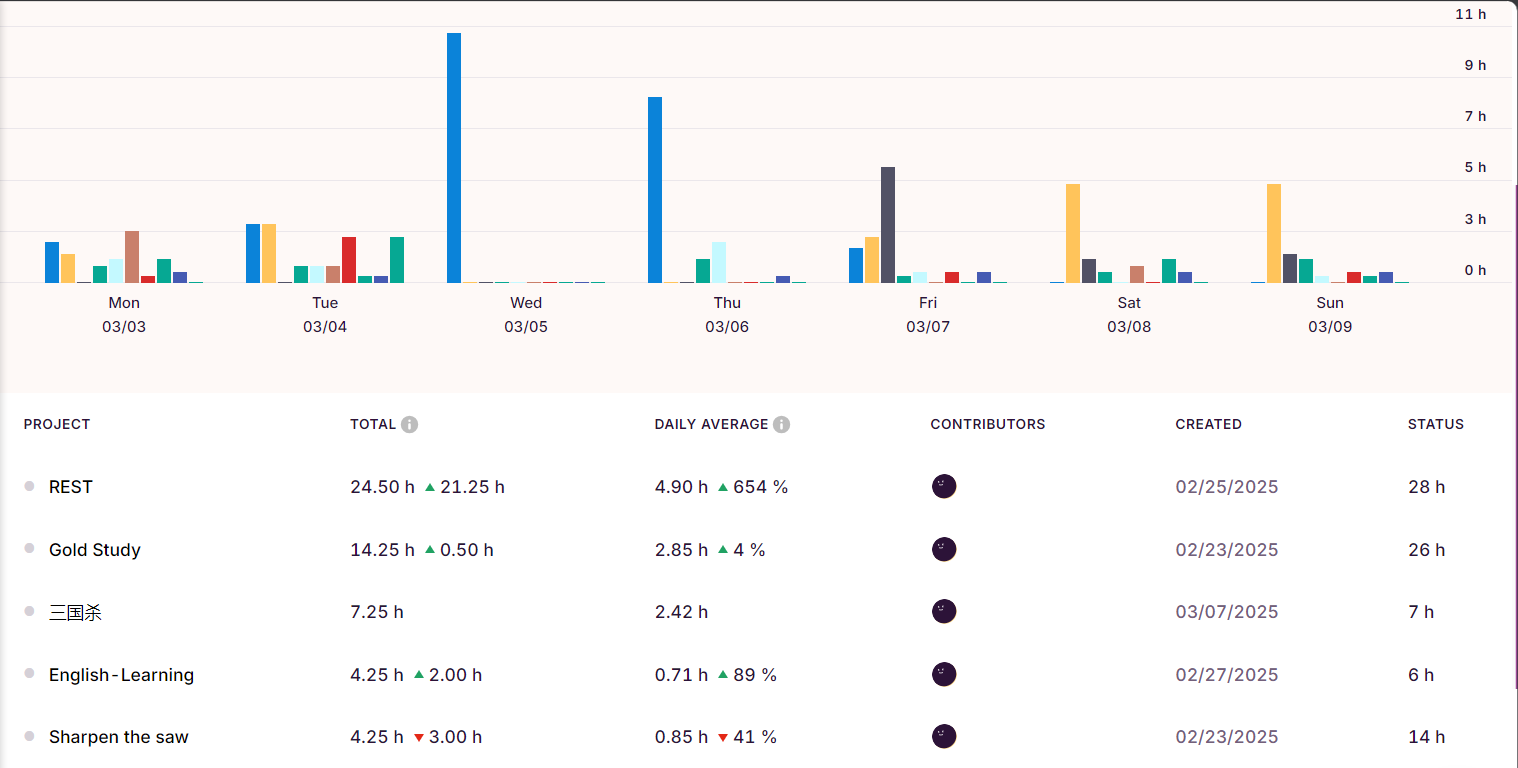 11 h
9 h
7 h
5 h
3 h
0 h
Mon Tue Wed Thu Fri Sat Sun
03/03 03/04 03/05 03/06 03/07 03/08 03/09
PROJECT TOTAL DAILY AVERAGE CONTRIBUTORS CREATED STATUS
REST 24.50 h ▲ 21.25 h 4.90 h ▲ 654 % 02/25/2025 28 h
Gold Study 14.25 h ▲ 0.50 h 2.85 h ▲ 4 % 02/23/2025 26 h
三国杀 7.25 h 2.42 h 03/07/2025 7 h
English-Learning 4.25 h ▲ 2.00 h 0.71 h ▲ 89 % 02/27/2025 6 h
Sharpen the saw 4.25 h ▼ 3.00 h 0.85 h ▼ 41 % 02/23/2025 14 h